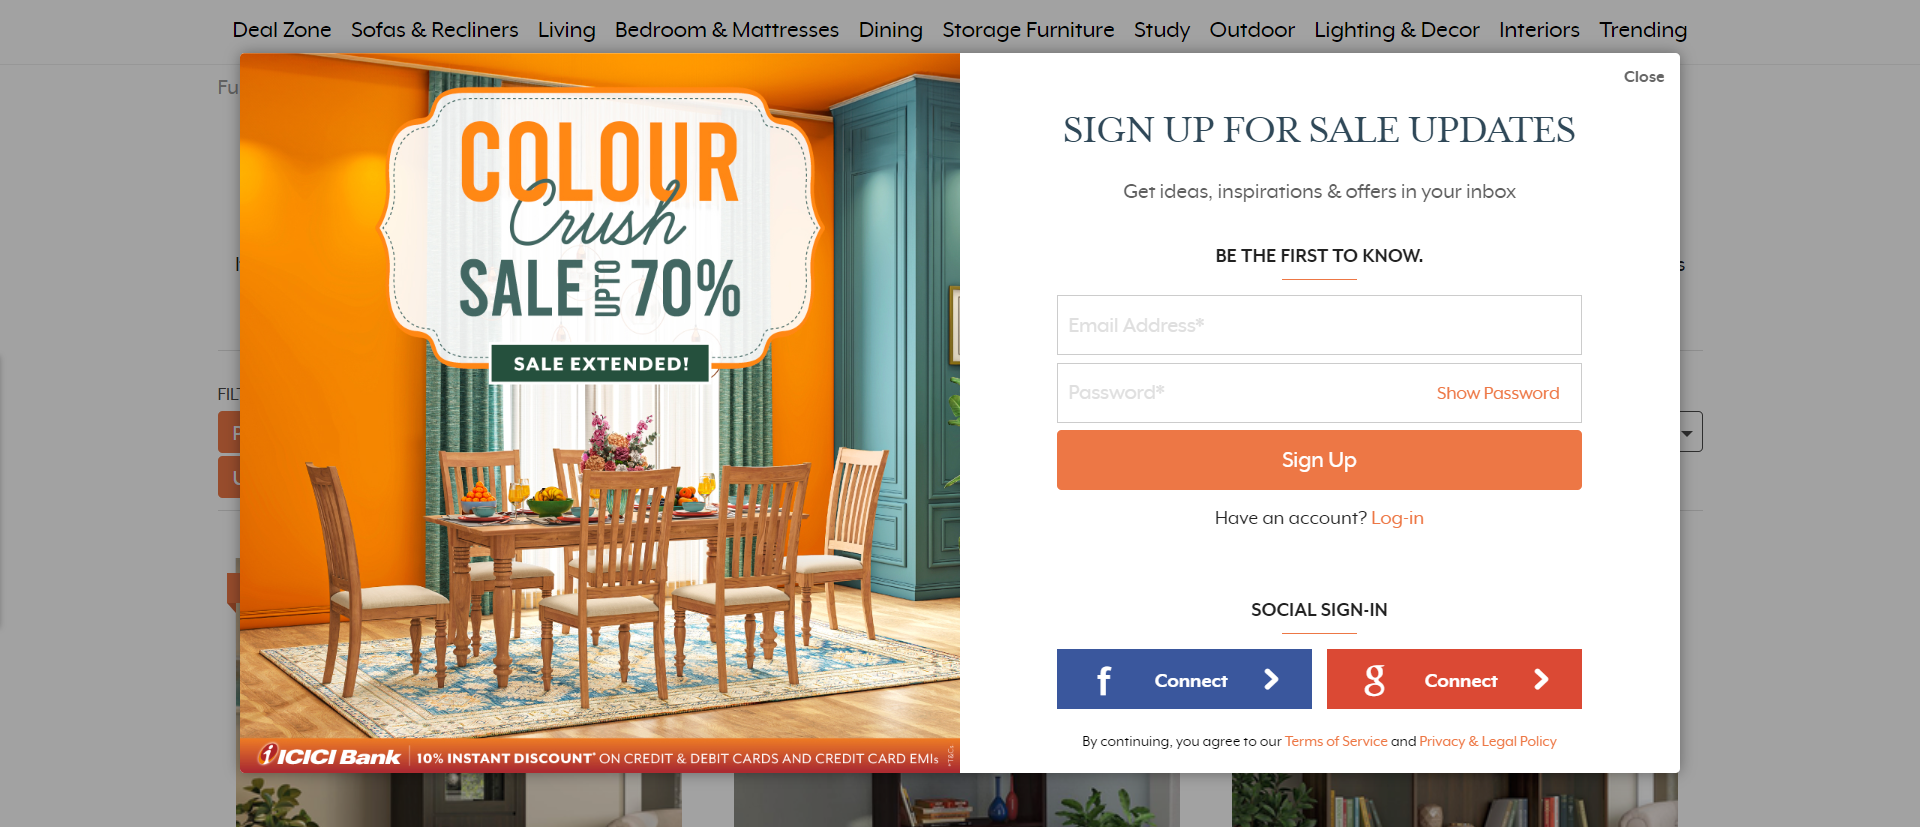 Deal Zone Sofas & Recliners Living Bedroom & Mattresses Dining Storage Furniture Study Outdoor Lighting & Decor Interiors Trending
Close
COLOUR
Crush
SALE UPTO 70%
SALE EXTENDED!
ICICI Bank 10% INSTANT DISCOUNT* ON CREDIT & DEBIT CARDS AND CREDIT CARD EMIs *T&Cs
SIGN UP FOR SALE UPDATES
Get ideas, inspirations & offers in your inbox
BE THE FIRST TO KNOW.
Email Address*
Password* Show Password
Sign Up
Have an account? Log-in
SOCIAL SIGN-IN
f Connect
g Connect
By continuing, you agree to our Terms of Service and Privacy & Legal Policy